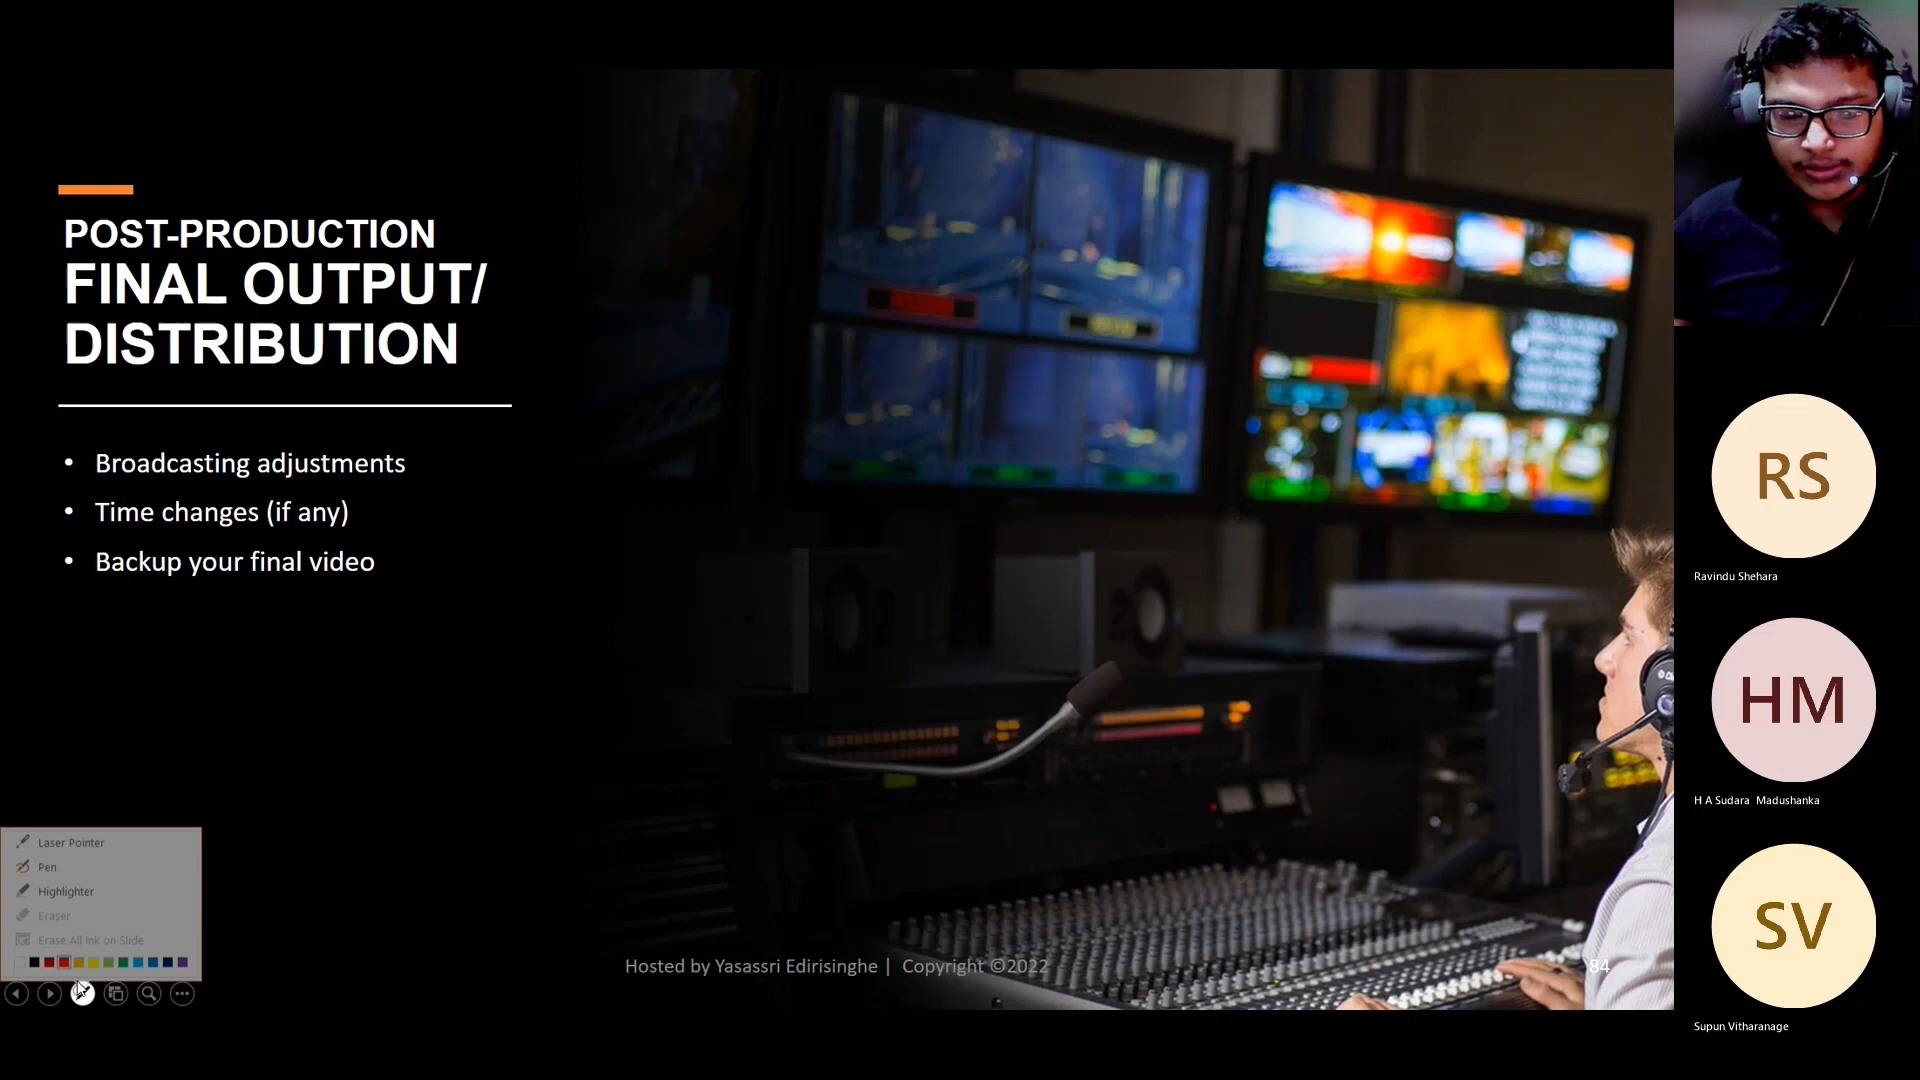 POST-PRODUCTION
FINAL OUTPUT/
DISTRIBUTION
• Broadcasting adjustments
• Time changes (if any)
• Backup your final video
Laser Pointer
Pen
Highlighter
Eraser
Erase All Ink on Slide
Hosted by Yasassri Edirisinghe | Copyright ©2022
84
RS
Ravindu Shehara
HM
H A Sudara Madushanka
SV
Supun Vitharanage